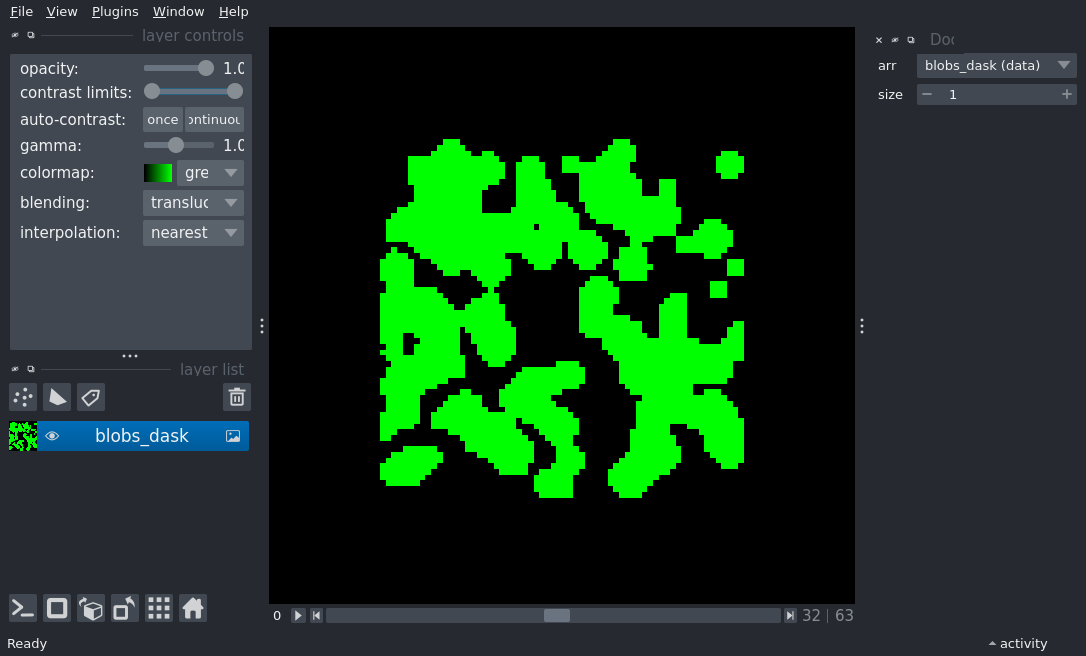 File View Plugins Window Help
layer controls
opacity: 1.0
contrast limits:
auto-contrast: once ontinuou
gamma: 1.0
colormap: gre
blending: transluc
interpolation: nearest
layer list
blobs_dask
0 32 | 63
Ready
Doc
arr blobs_dask (data)
size 1
activity